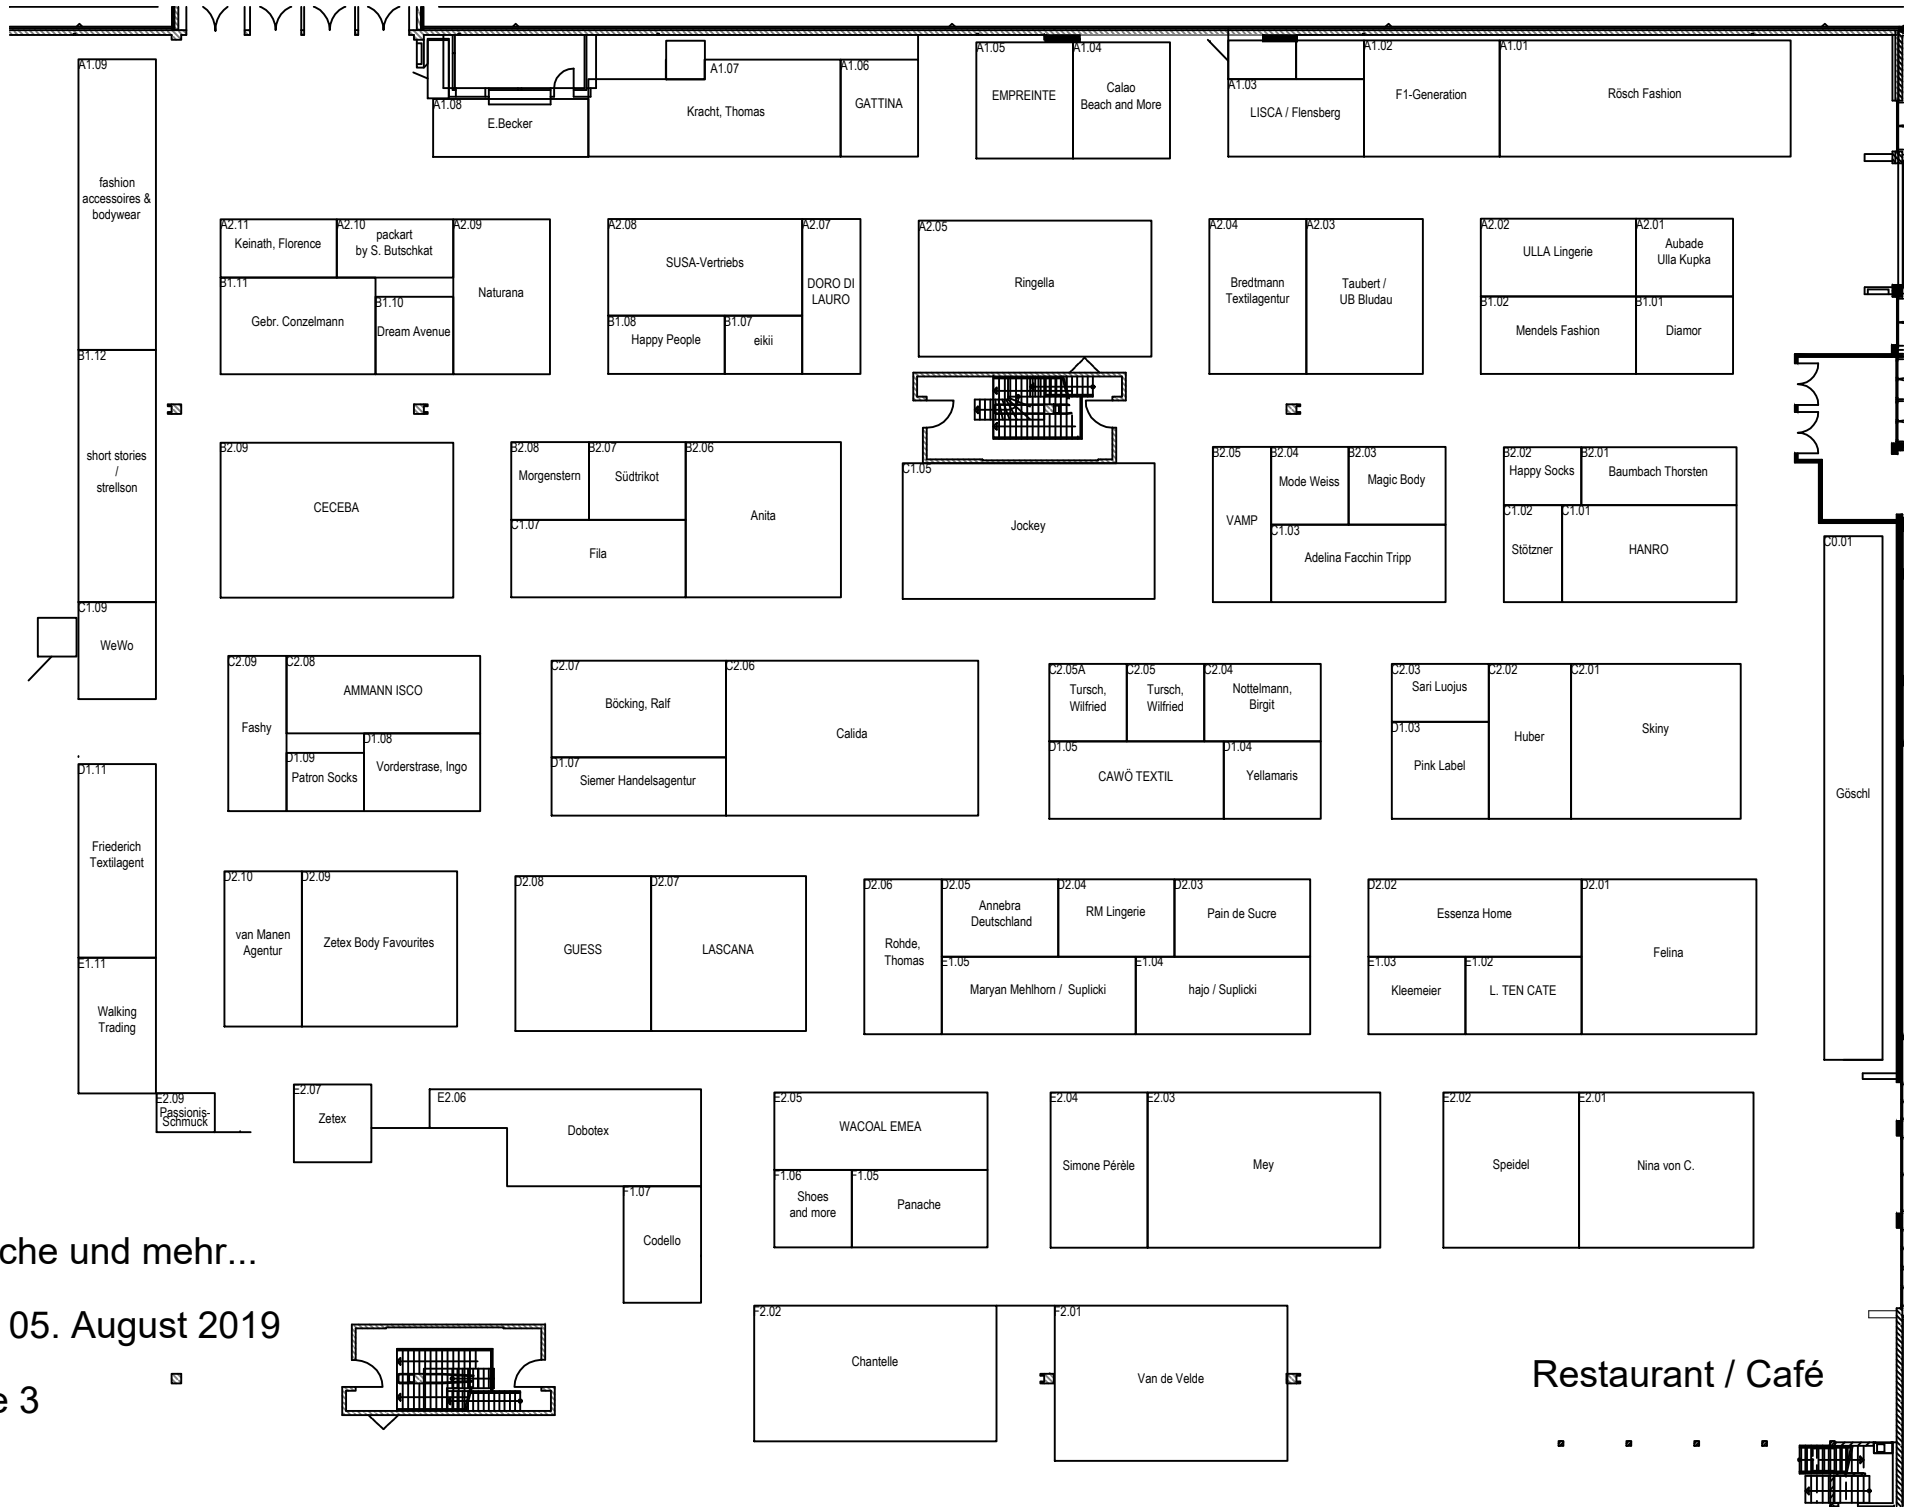 A1.09
fashion
accessoires &
bodywear
A1.08
E.Becker
A1.07
Kracht, Thomas
A1.06
GATTINA
A1.05
EMPREINTE
A1.04
Calao
Beach and More
A1.03
LISCA / Flensberg
A1.02
F1-Generation
A1.01
Rösch Fashion
A2.11
Keinath, Florence
A2.10
packart
by S. Butschkat
A2.09
Naturana
B1.11
Gebr. Conzelmann
B1.10
Dream Avenue
A2.08
SUSA-Vertriebs
A2.07
DORO DI
LAURO
B1.08
Happy People
B1.07
eikii
A2.05
Ringella
A2.04
Bredtmann
Textilagentur
A2.03
Taubert /
UB Bludau
A2.02
ULLA Lingerie
A2.01
Aubade
Ulla Kupka
B1.02
Mendels Fashion
B1.01
Diamor
B1.12
short stories
/
strellson
B2.09
CECEBA
B2.08
Morgenstern
B2.07
Südtrikot
B2.06
Anita
C1.07
Fila
C1.05
Jockey
B2.05
VAMP
B2.04
Mode Weiss
B2.03
Magic Body
C1.03
Adelina Facchin Tripp
B2.02
Happy Socks
B2.01
Baumbach Thorsten
C1.02
Stötzner
C1.01
HANRO
C0.01
Göschl
C1.09
WeWo
C2.09
Fashy
C2.08
AMMANN ISCO
D1.09
Patron Socks
D1.08
Vorderstrase, Ingo
C2.07
Böcking, Ralf
C2.06
Calida
D1.07
Siemer Handelsagentur
C2.05A
Tursch,
Wilfried
C2.05
Tursch,
Wilfried
C2.04
Nottelmann,
Birgit
D1.05
CAWÖ TEXTIL
D1.04
Yellamaris
C2.03
Sari Luojus
C2.02
Huber
C2.01
Skiny
D1.03
Pink Label
D1.11
Friederich
Textilagent
D2.10
van Manen
Agentur
D2.09
Zetex Body Favourites
D2.08
GUESS
D2.07
LASCANA
D2.06
Rohde,
Thomas
D2.05
Annebra
Deutschland
D2.04
RM Lingerie
D2.03
Pain de Sucre
E1.05
Maryan Mehlhorn / Suplicki
E1.04
hajo / Suplicki
D2.02
Essenza Home
D2.01
Felina
E1.03
Kleemeier
E1.02
L. TEN CATE
E1.11
Walking
Trading
E2.09
Passionis-
Schmuck
E2.07
Zetex
E2.06
Dobotex
F1.07
Codello
E2.05
WACOAL EMEA
F1.06
Shoes
and more
F1.05
Panache
E2.04
Simone Pérèle
E2.03
Mey
E2.02
Speidel
E2.01
Nina von C.
che und mehr...
05. August 2019
e 3
F2.02
Chantelle
F2.01
Van de Velde
Restaurant / Café